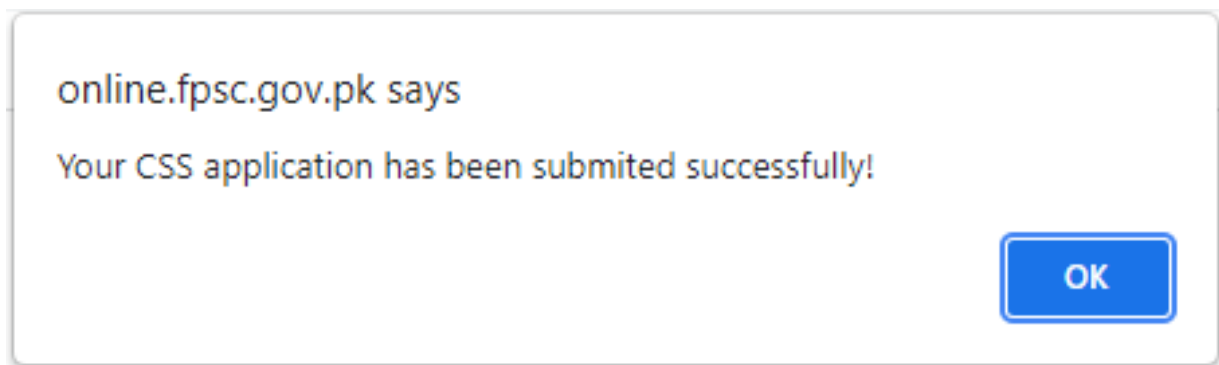 online.fpsc.gov.pk says
Your CSS application has been submited successfully!
OK